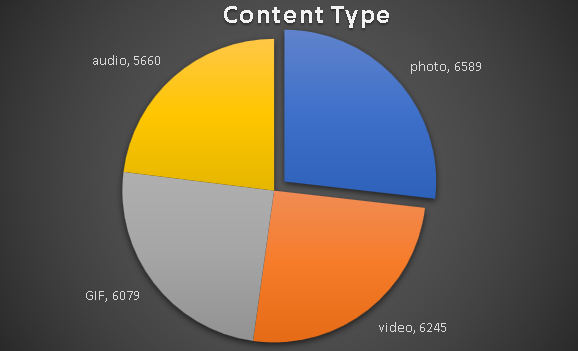 Content Type
audio, 5660
photo, 6589
GIF, 6079
video, 6245